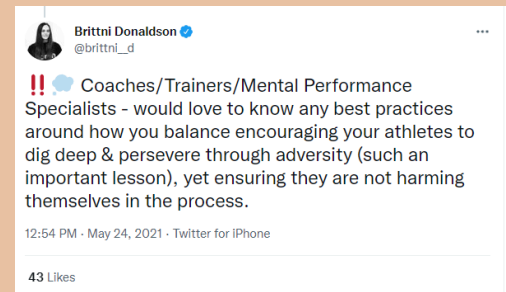 Brittni Donaldson
@brittni__d
‼️💭 Coaches/Trainers/Mental Performance
Specialists - would love to know any best practices
around how you balance encouraging your athletes to
dig deep & persevere through adversity (such an
important lesson), yet ensuring they are not harming
themselves in the process.
12:54 PM · May 24, 2021 · Twitter for iPhone
43 Likes